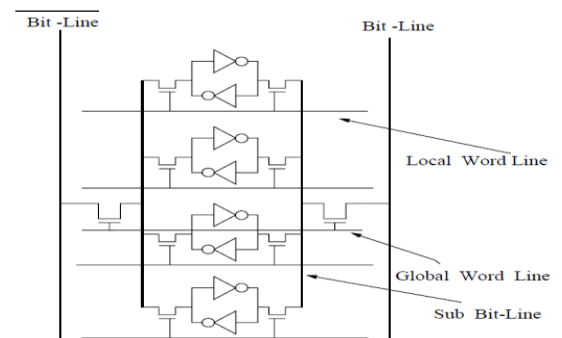 Bit -Line
Bit -Line
Local Word Line
Global Word Line
Sub Bit-Line